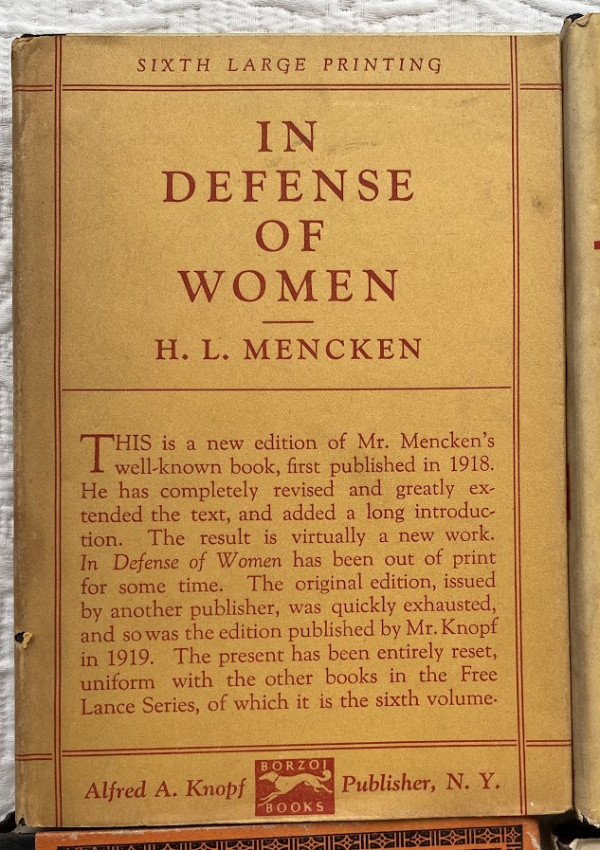 SIXTH LARGE PRINTING
IN
DEFENSE
OF
WOMEN
H. L. MENCKEN
THIS is a new edition of Mr. Mencken's
well-known book, first published in 1918.
He has completely revised and greatly ex-
tended the text, and added a long introduc-
tion. The result is virtually a new work.
In Defense of Women has been out of print
for some time. The original edition, issued
by another publisher, was quickly exhausted,
and so was the edition published by Mr. Knopf
in 1919. The present has been entirely reset,
uniform with the other books in the Free
Lance Series, of which it is the sixth volume.
Alfred A. Knopf
BORZOI
BOOKS
Publisher, N. Y.